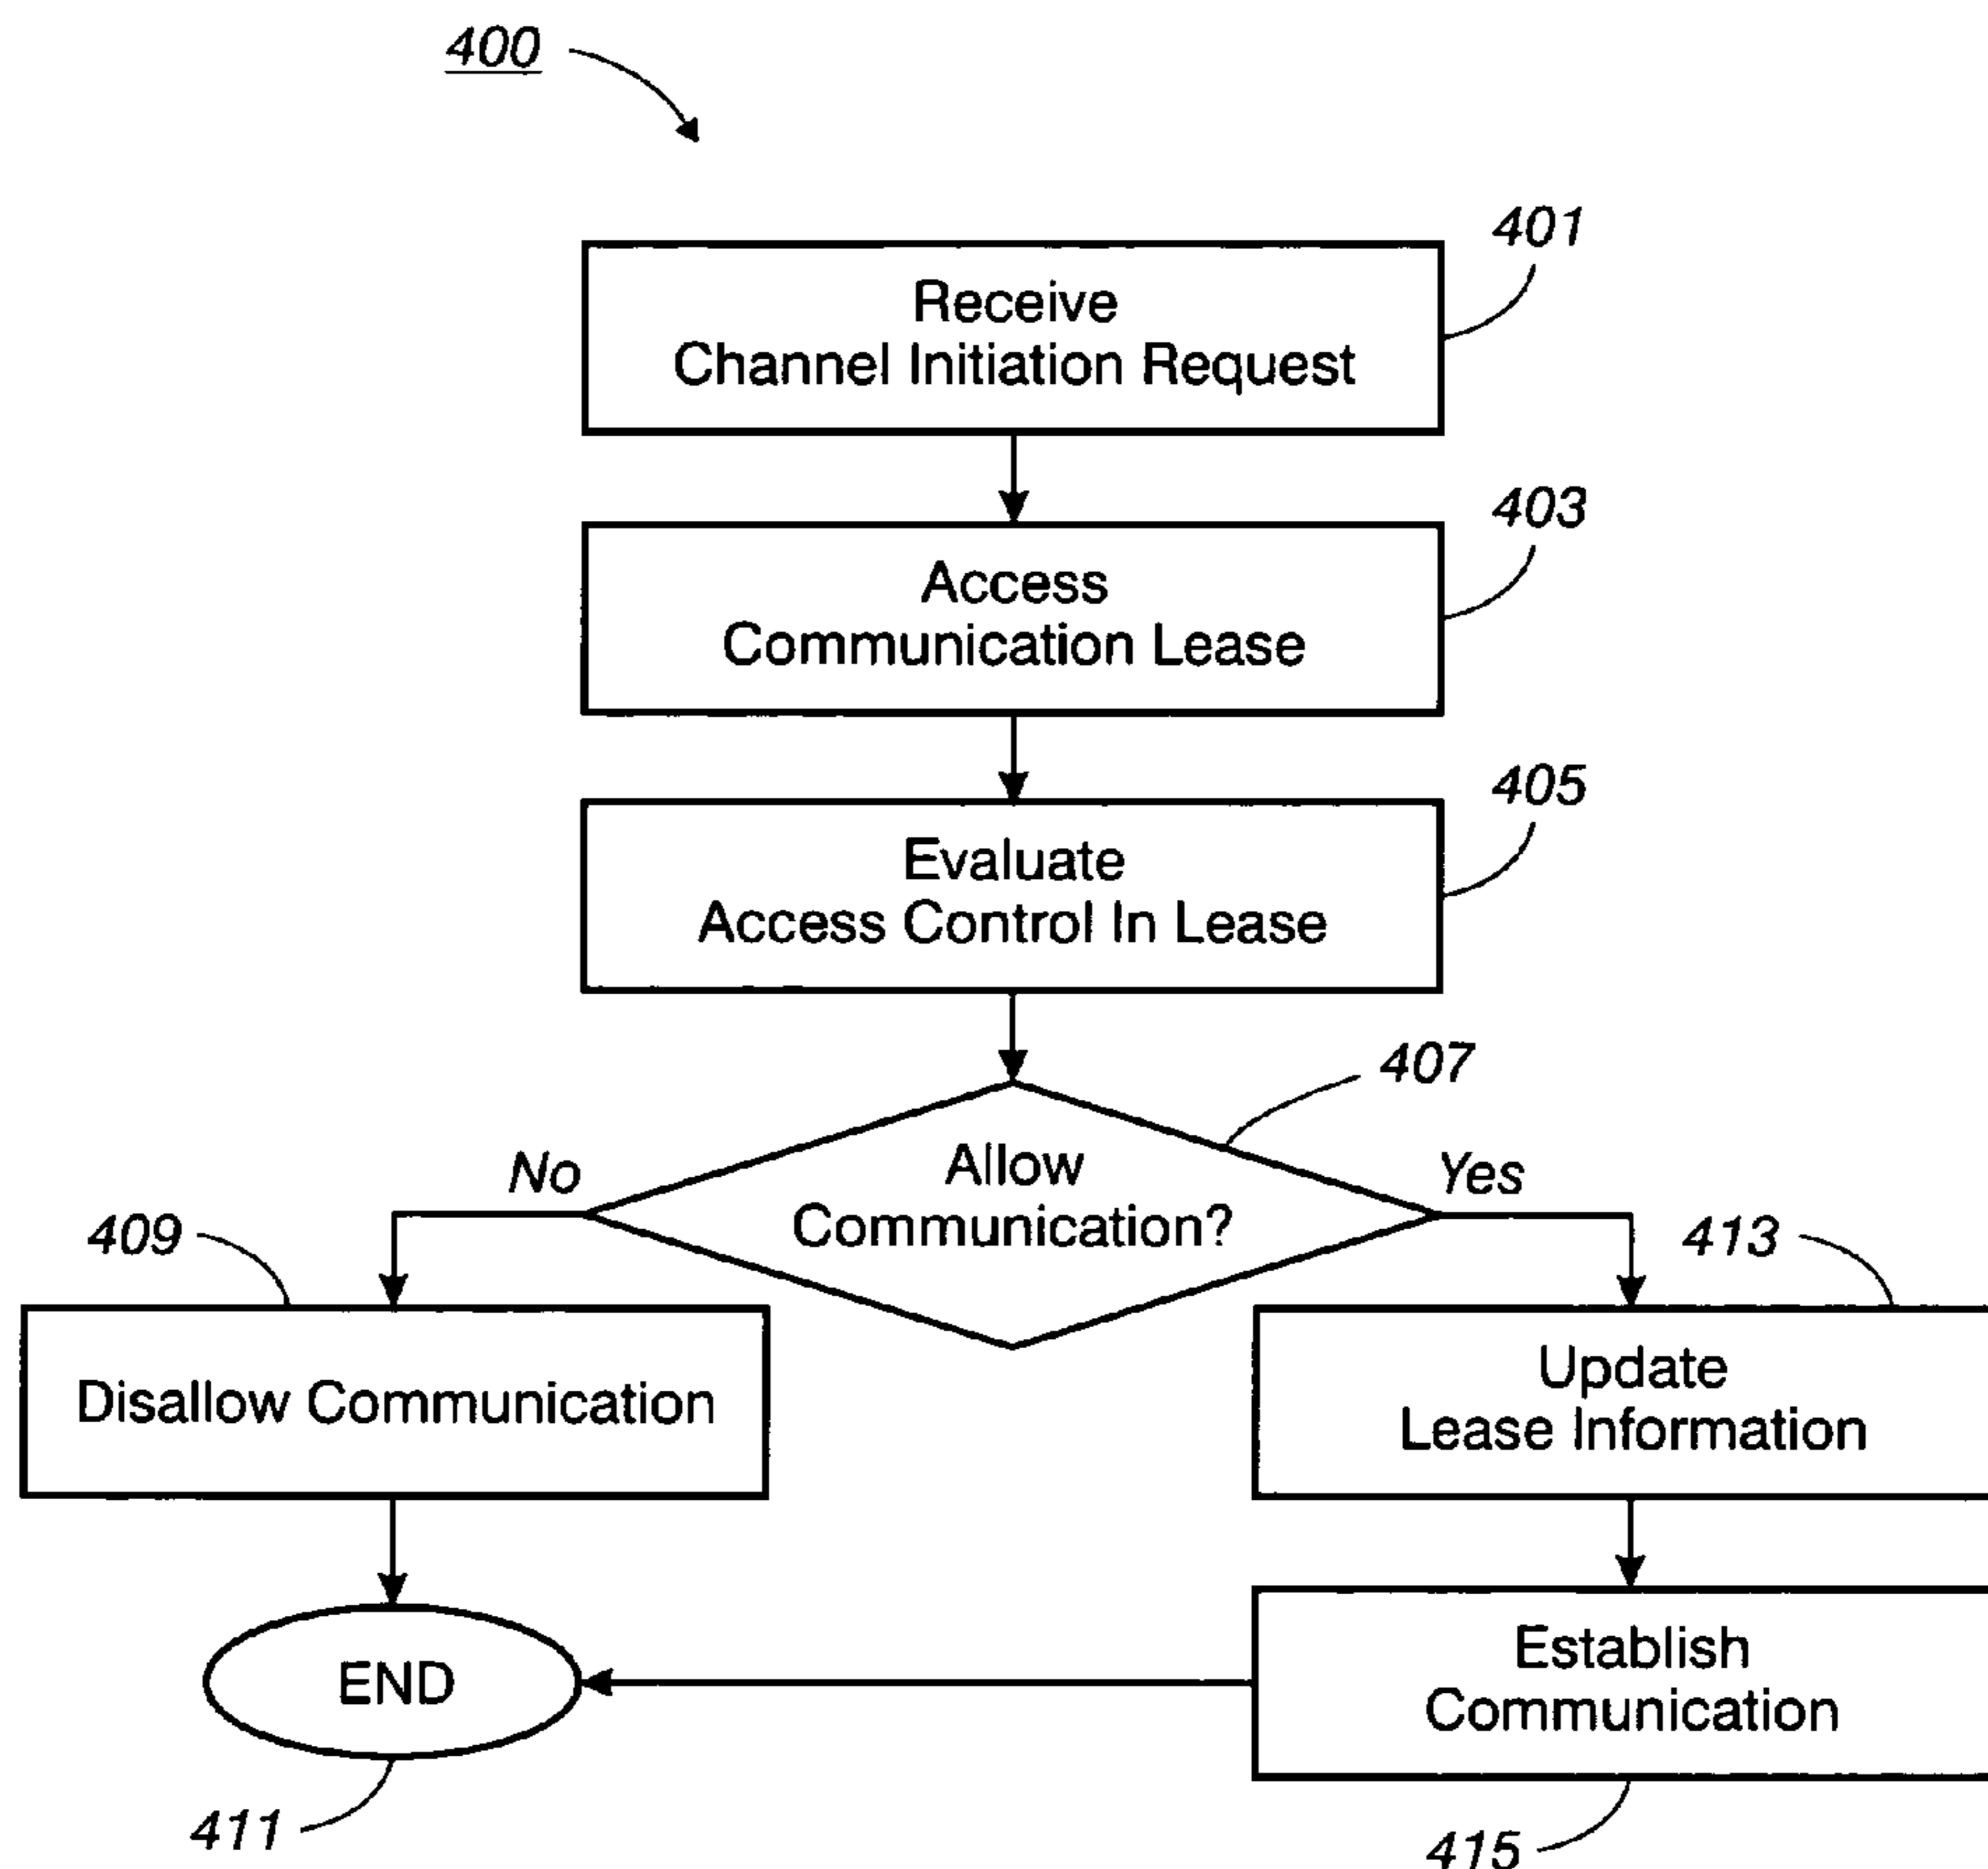 400
401
Receive
Channel Initiation Request
403
Access
Communication Lease
405
Evaluate
Access Control In Lease
407
Allow
Communication?
No
Yes
409
Disallow Communication
413
Update
Lease Information
END
411
Establish
Communication
415